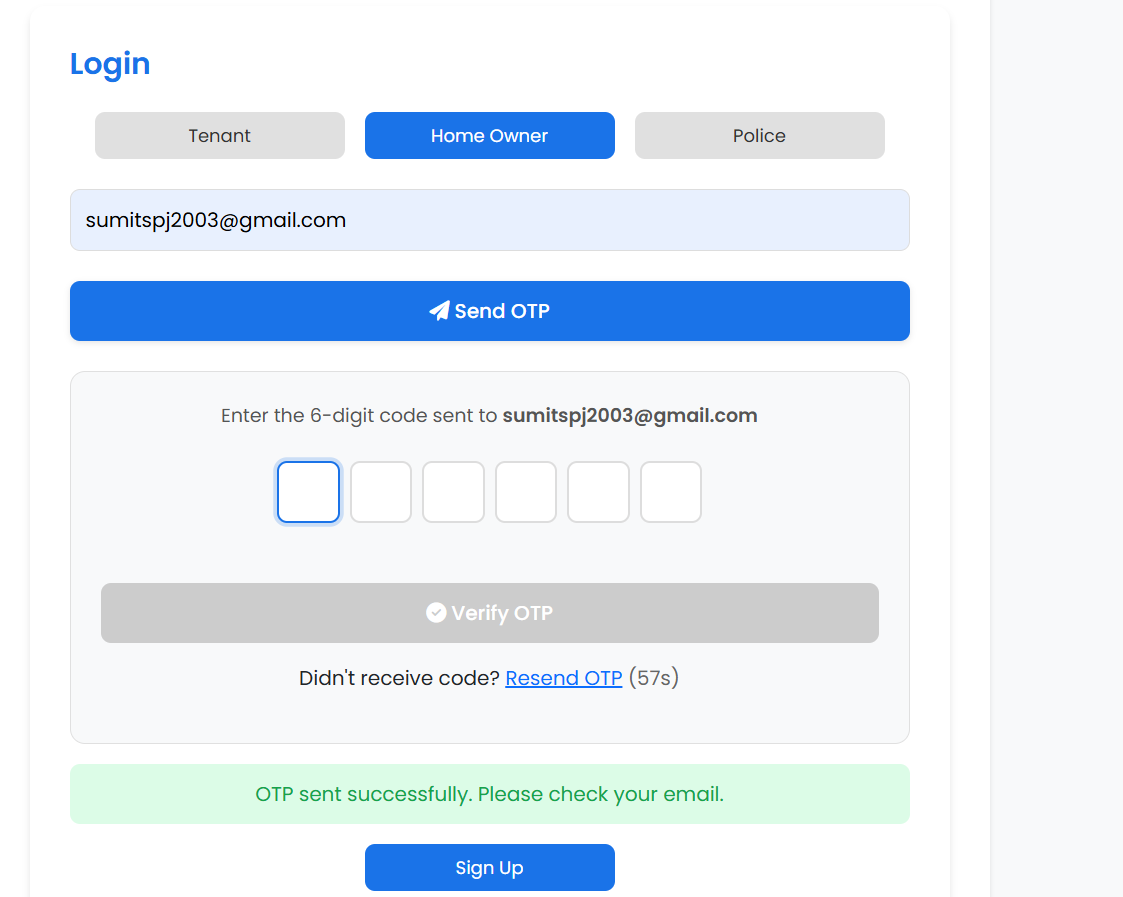 Login
Tenant Home Owner Police
sumitspj2003@gmail.com
Send OTP
Enter the 6-digit code sent to sumitspj2003@gmail.com
Verify OTP
Didn't receive code? Resend OTP (57s)
OTP sent successfully. Please check your email.
Sign Up